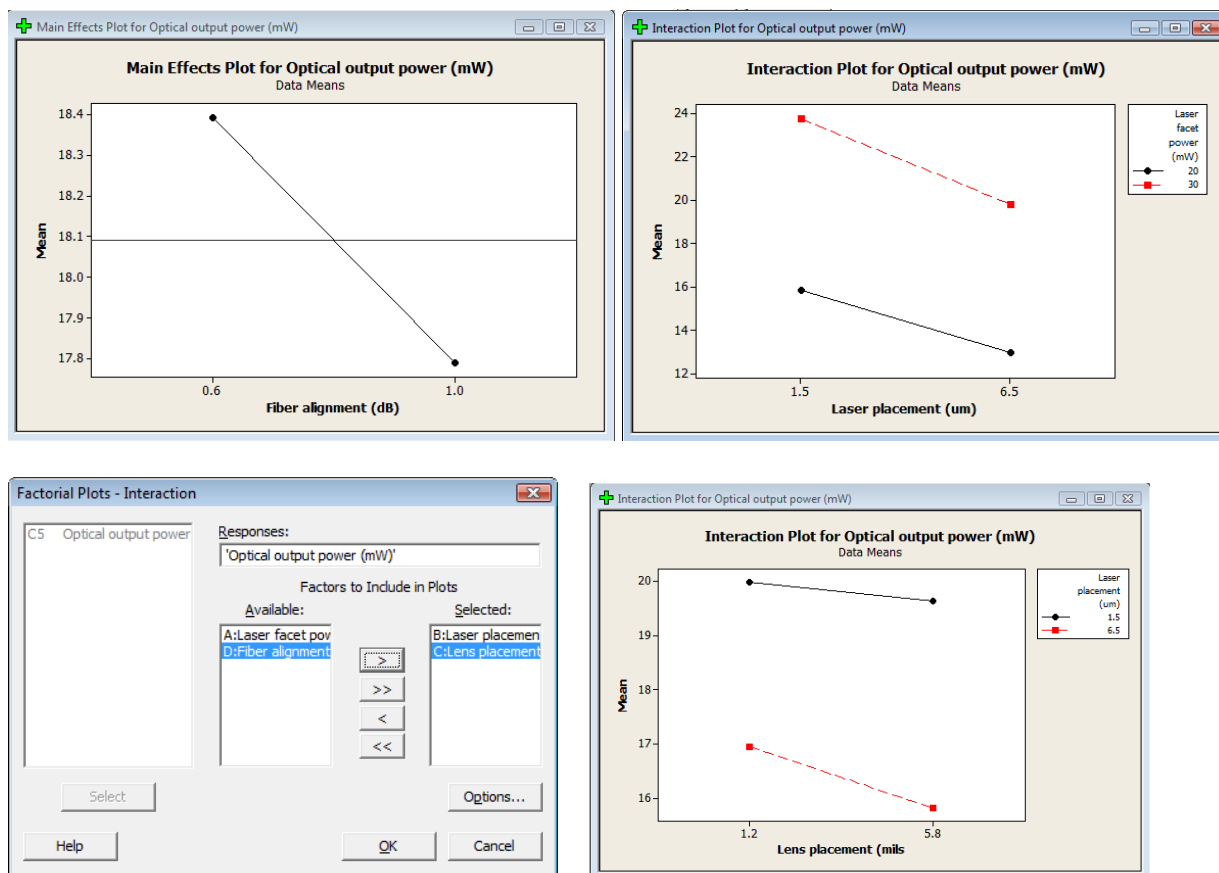 Main Effects Plot for Optical output power (mW)
Main Effects Plot for Optical output power (mW)
Data Means
18.4
18.3
18.2
18.1
18.0
17.9
17.8
Mean
0.6
1.0
Fiber alignment (dB)
Interaction Plot for Optical output power (mW)
Interaction Plot for Optical output power (mW)
Data Means
24
22
20
18
16
14
12
Mean
1.5
6.5
Laser placement (um)
Laser
facet
power
(mW)
20
30
Factorial Plots - Interaction
C5 Optical output power
Responses:
'Optical output power (mW)'
Factors to Include in Plots
Available:
Selected:
A:Laser facet pow
D:Fiber alignment
>
>>
<
<<
B:Laser placemen
C:Lens placement
Select
Options...
Help
OK
Cancel
Interaction Plot for Optical output power (mW)
Interaction Plot for Optical output power (mW)
Data Means
20
19
18
17
16
Mean
1.2
5.8
Lens placement (mils
Laser
placement
(um)
1.5
6.5